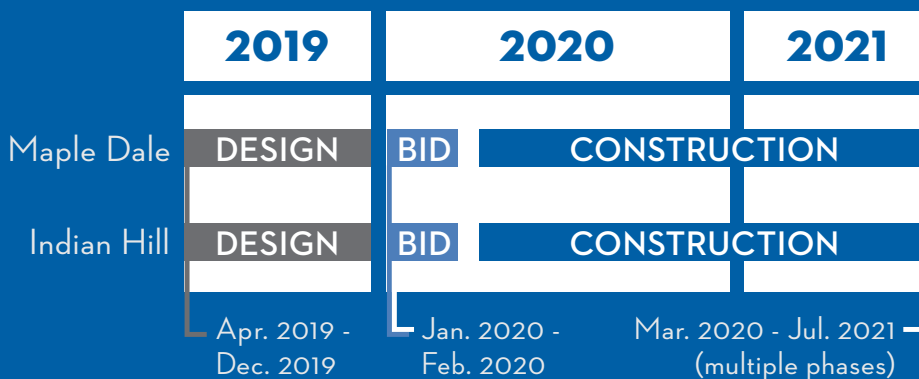 2019 2020 2021
Maple Dale DESIGN BID CONSTRUCTION
Indian Hill DESIGN BID CONSTRUCTION
Apr. 2019 - Jan. 2020 - Mar. 2020 - Jul. 2021
Dec. 2019 Feb. 2020 (multiple phases)